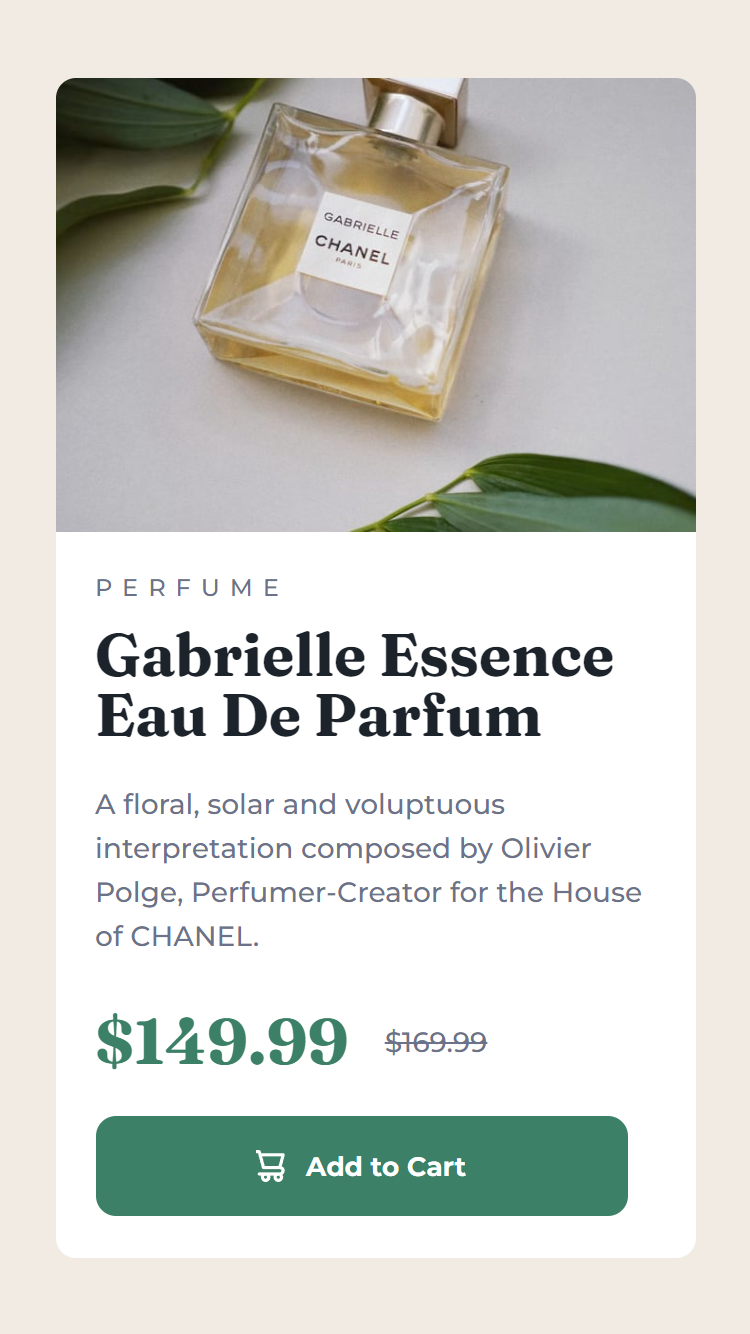 GABRIELLE
CHANEL
PARIS
PERFUME
Gabrielle Essence
Eau De Parfum
A floral, solar and voluptuous
interpretation composed by Olivier
Polge, Perfumer-Creator for the House
of CHANEL.
$149.99 $169.99
Add to Cart